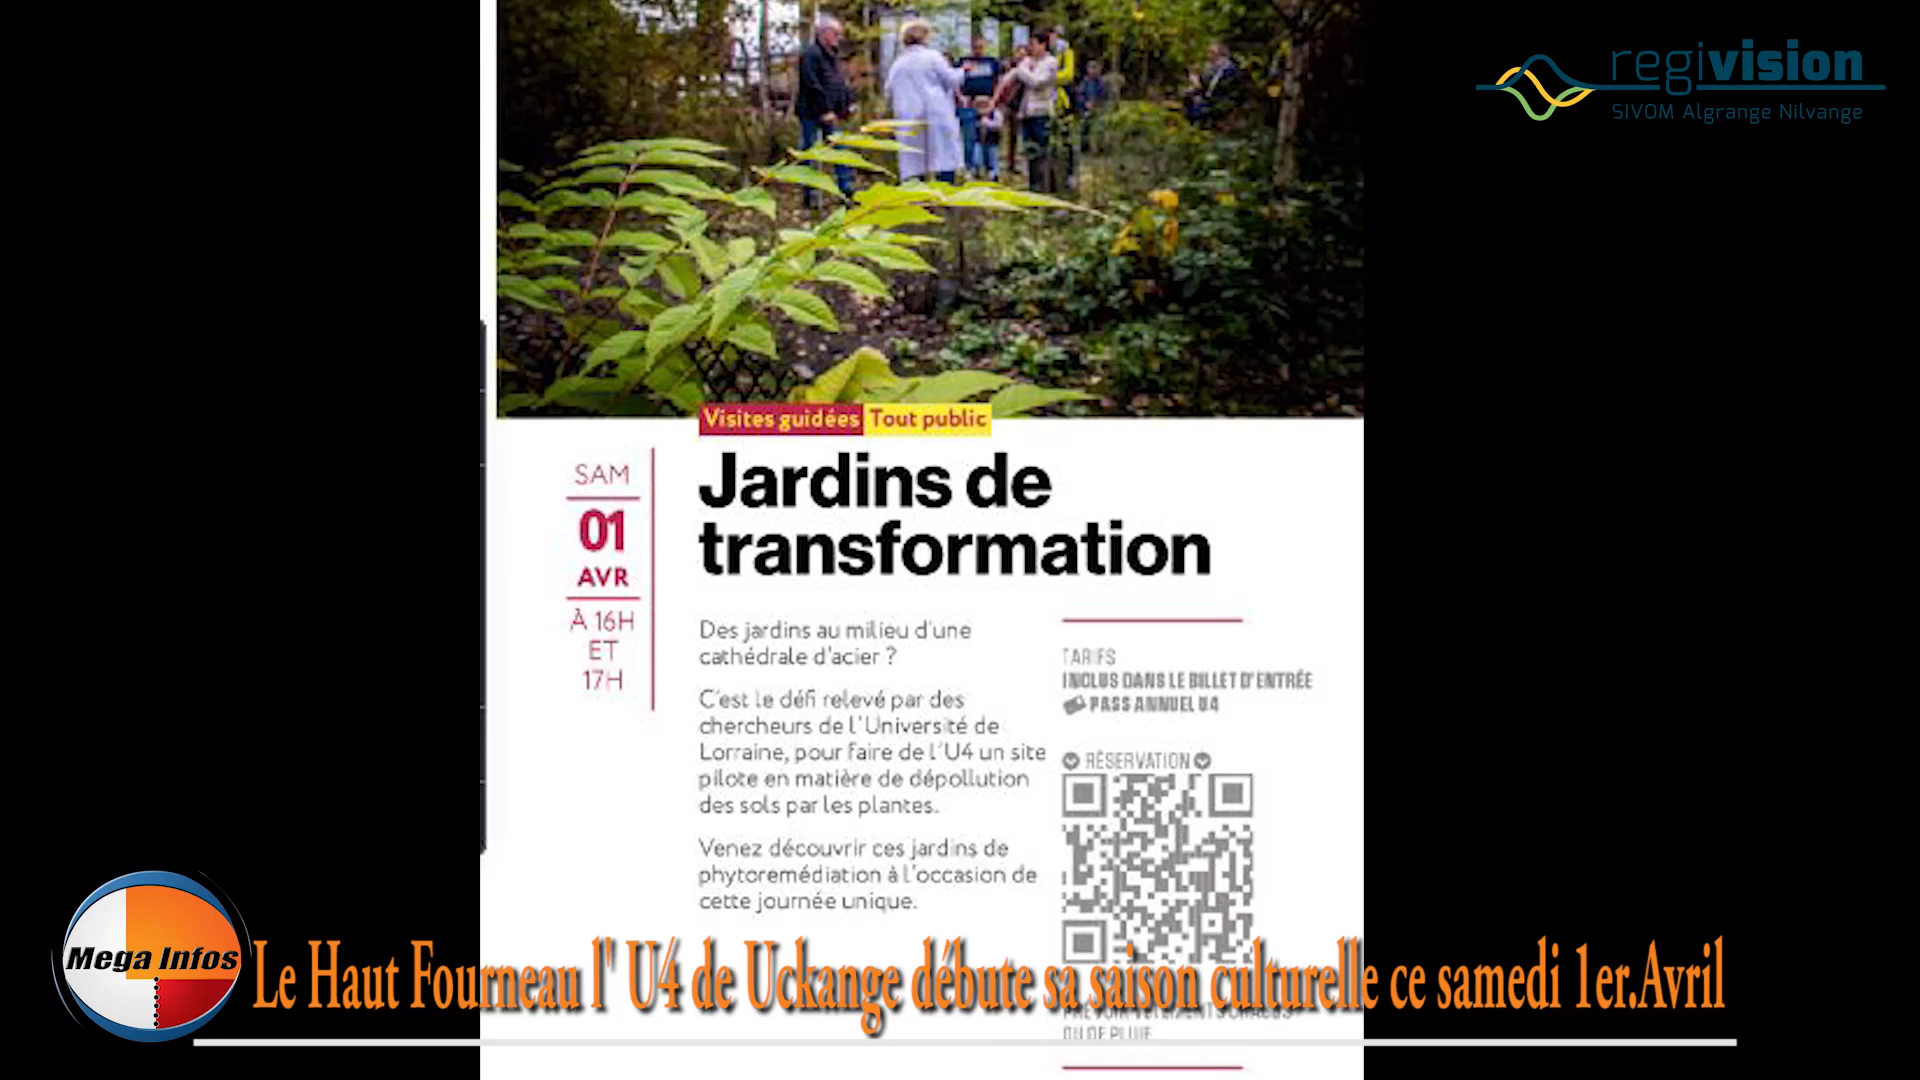 regivision
SIVOM Algrange Nilvange
Visites guidées Tout public
SAM
01
AVR
À 16H
ET
17H
Jardins de
transformation
Des jardins au milieu d'une
cathédrale d'acier ?
C'est le défi relevé par des
chercheurs de l'Université de
Lorraine, pour faire de l'U4 un site
pilote en matière de dépollution
des sols par les plantes.
Venez découvrir ces jardins de
phytoremédiation à l'occasion de
cette journée unique.
TARIFS
INCLUS DANS LE BILLET D'ENTRÉE
PASS ANNUEL U4
RÉSERVATION
OU DE PLUIE
Mega Infos
Le Haut Fourneau l'' U4 de Uckange débute sa saison culturelle ce samedi 1er.Avril